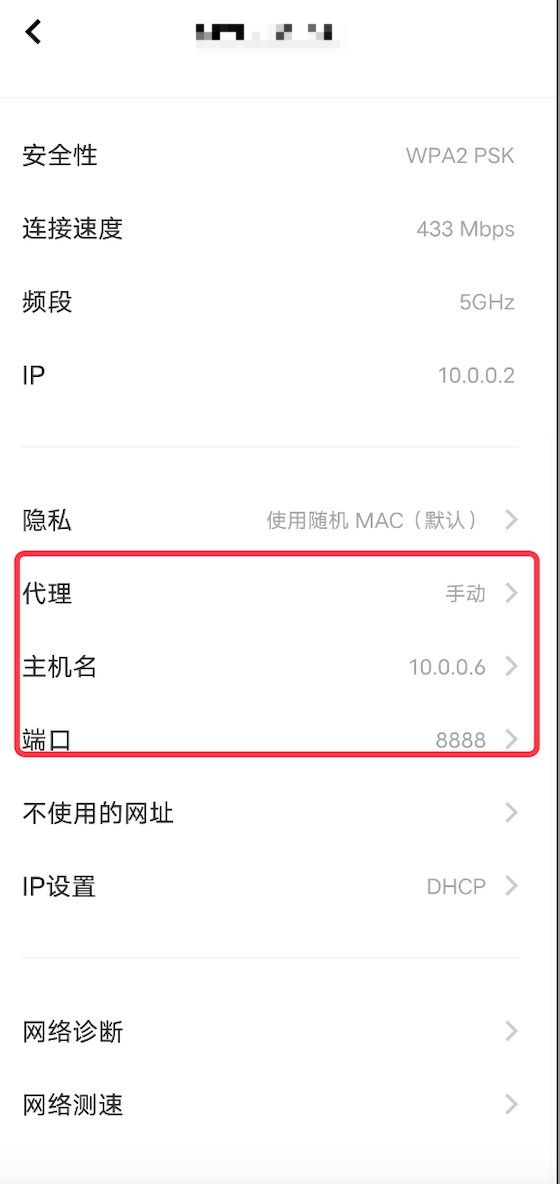 安全性 WPA2 PSK
连接速度 433 Mbps
频段 5GHz
IP 10.0.0.2
隐私 使用随机 MAC（默认）
代理 手动
主机名 10.0.0.6
端口 8888
不使用的网址
IP设置 DHCP
网络诊断
网络测速